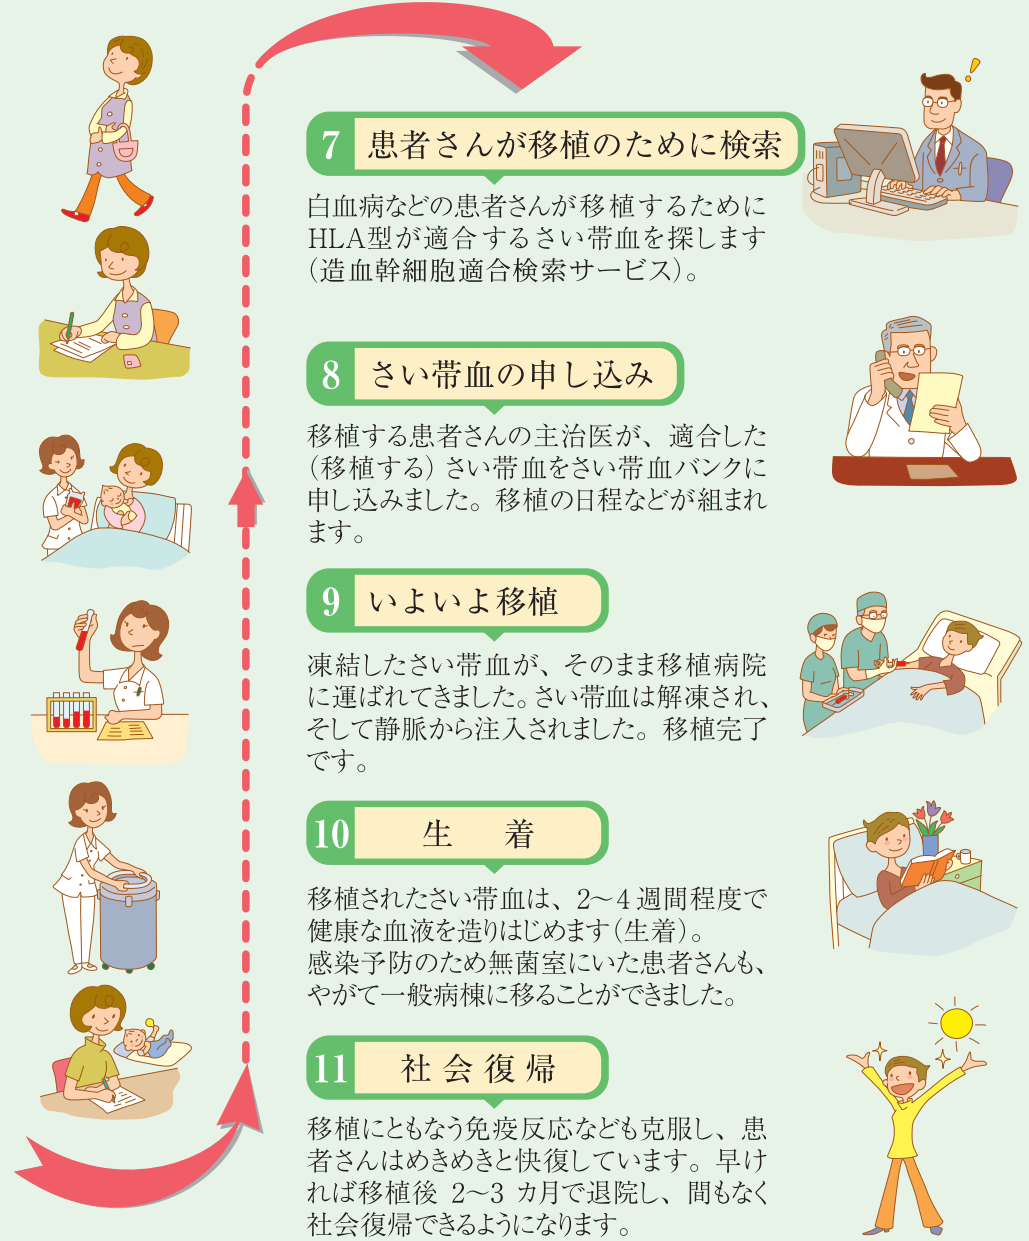 7 患者さんが移植のために検索
白血病などの患者さんが移植するために
HLA型が適合するさい帯血を探します
（造血幹細胞適合検索サービス）。
8 さい帯血の申し込み
移植する患者さんの主治医が、適合した
（移植する）さい帯血をさい帯血バンクに
申し込みました。移植の日程などが組まれ
ます。
9 いよいよ移植
凍結したさい帯血が、そのまま移植病院
に運ばれてきました。さい帯血は解凍され、
そして静脈から注入されました。移植完了
です。
10 生 着
移植されたさい帯血は、2〜4週間程度で
健康な血液を造りはじめます（生着）。
感染予防のため無菌室にいた患者さんも、
やがて一般病棟に移ることができました。
11 社会復帰
移植にともなう免疫反応なども克服し、患
者さんはめきめきと快復しています。早け
れば移植後 2〜3 カ月で退院し、間もなく
社会復帰できるようになります。